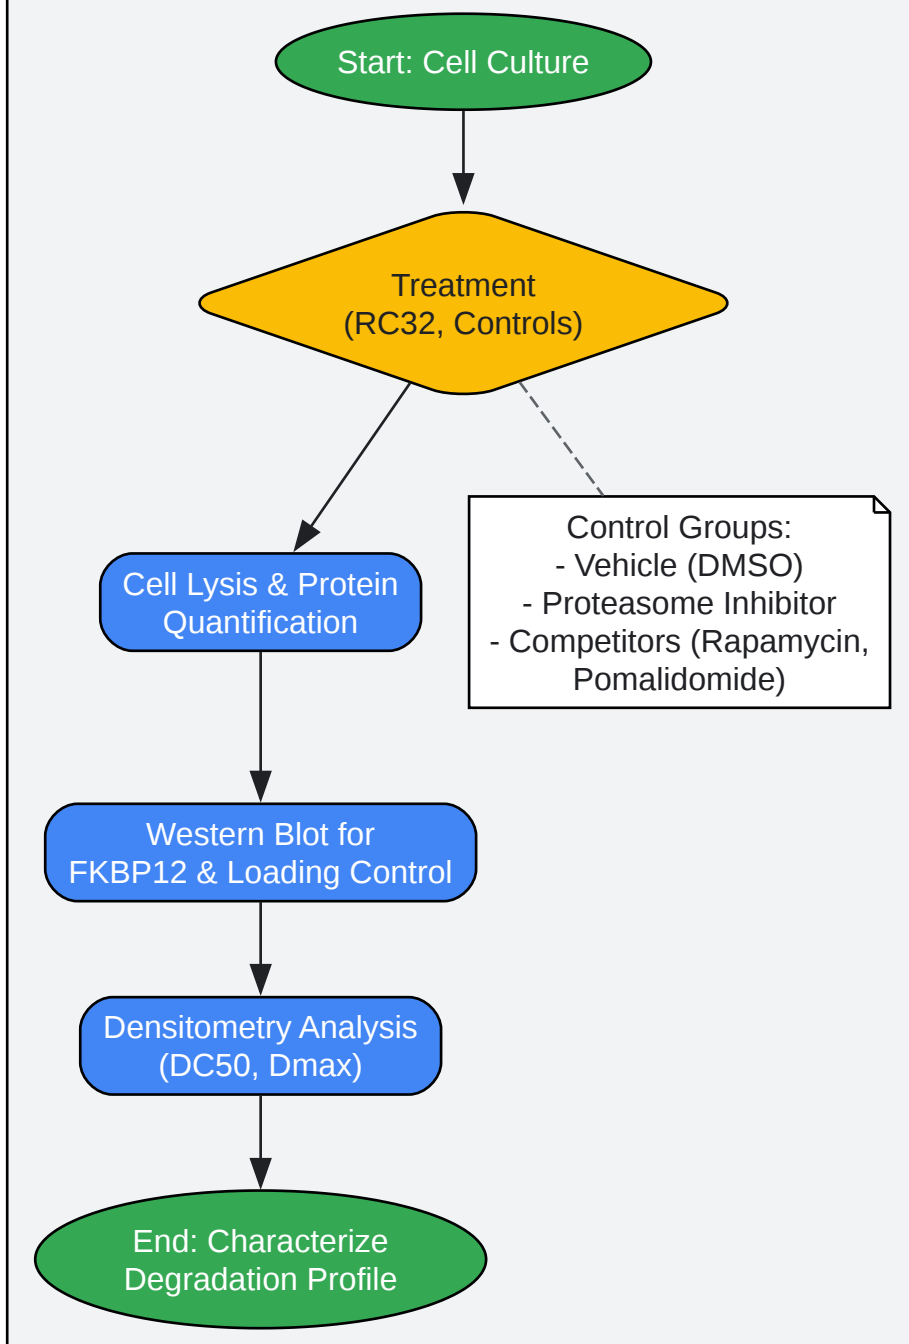 Start: Cell Culture
Treatment
(RC32, Controls)
Control Groups:
- Vehicle (DMSO)
- Proteasome Inhibitor
- Competitors (Rapamycin,
Pomalidomide)
Cell Lysis & Protein
Quantification
Western Blot for
FKBP12 & Loading Control
Densitometry Analysis
(DC50, Dmax)
End: Characterize
Degradation Profile